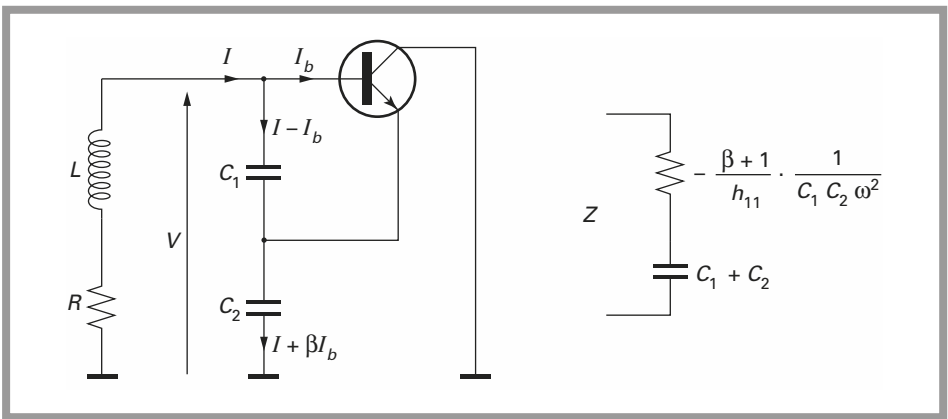 I
I_b
I − I_b
L
C_1
V
R
C_2
I + βI_b
Z
− (β + 1)/h_11 · 1/(C_1 C_2 ω^2)
C_1 + C_2